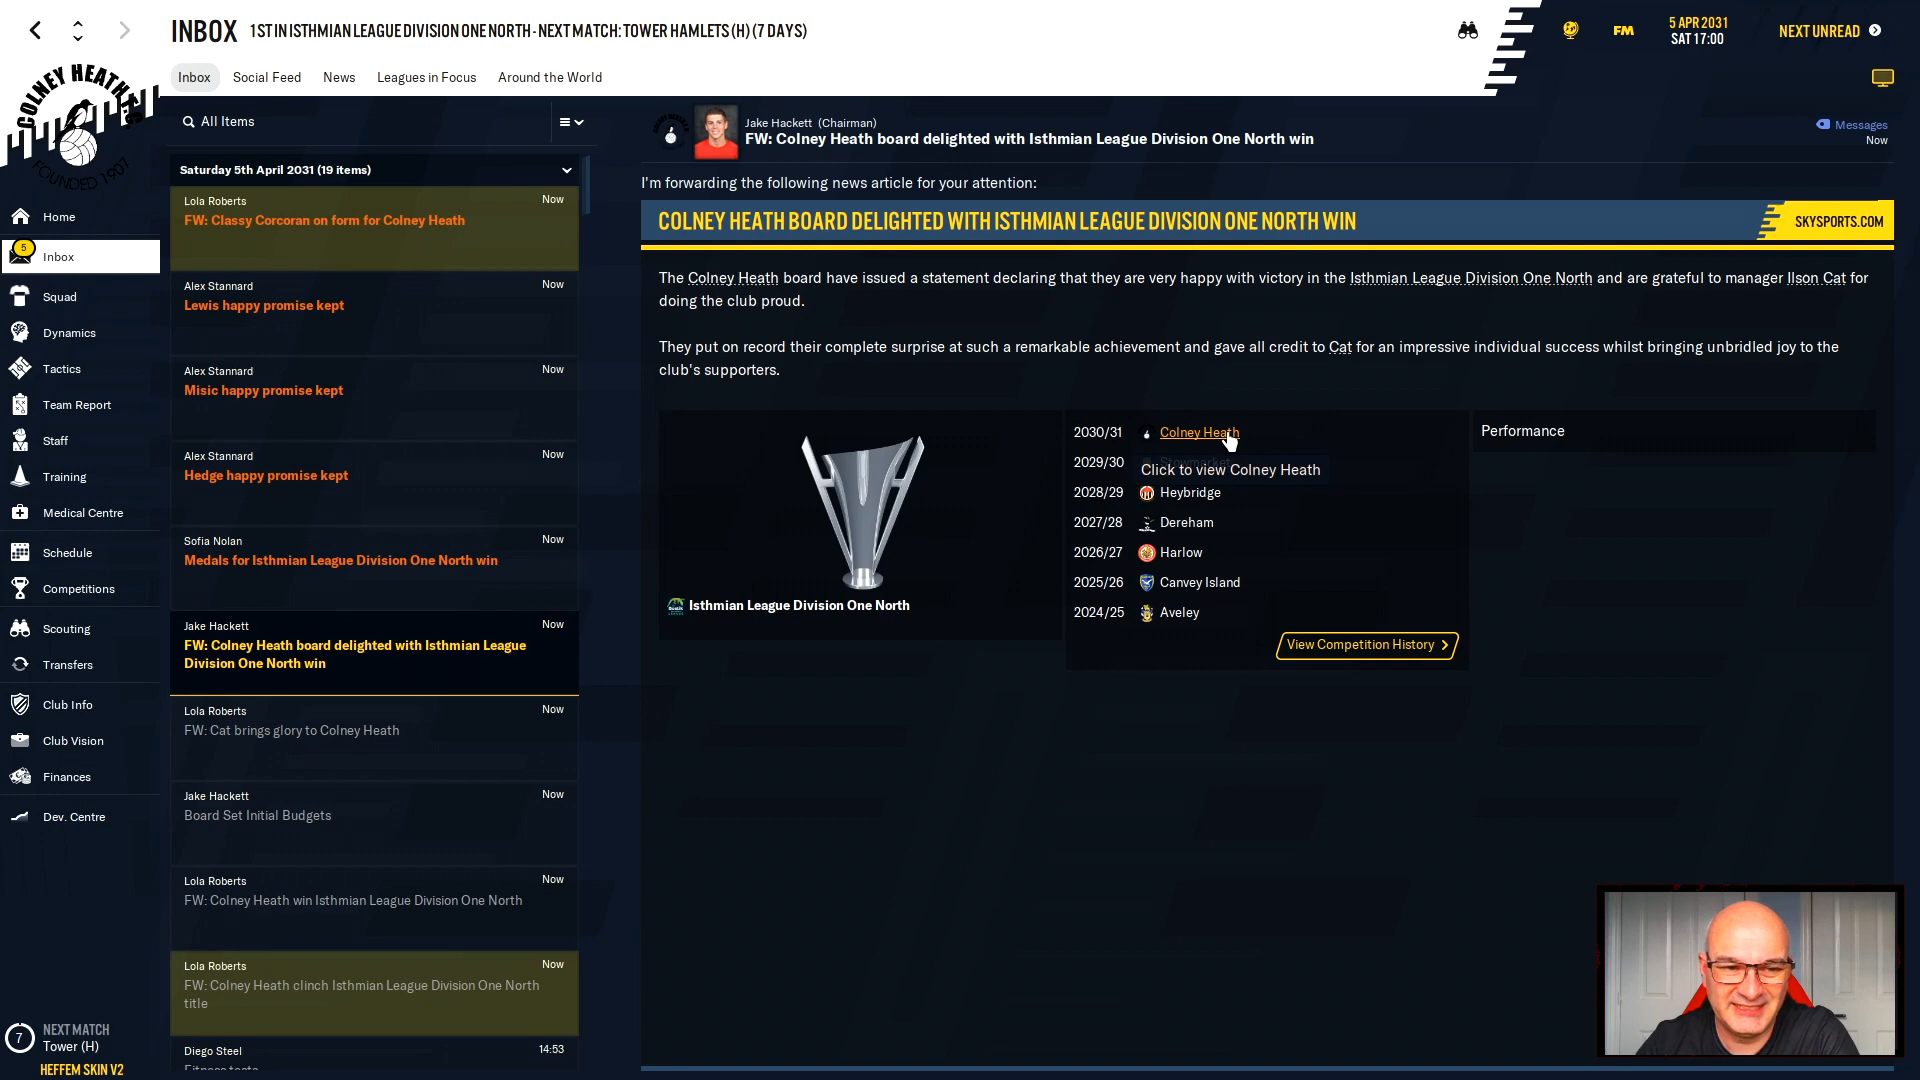 INBOX
1ST IN ISTHMIAN LEAGUE DIVISION ONE NORTH - NEXT MATCH: TOWER HAMLETS (H) (7 DAYS)
FM
5 APR 2031
SAT 17:00
NEXT UNREAD
Inbox
Social Feed
News
Leagues in Focus
Around the World
COLNEY HEATH
FOUNDED 1907
Home
5
Inbox
Squad
Dynamics
Tactics
Team Report
Staff
Training
Medical Centre
Schedule
Competitions
Scouting
Transfers
Club Info
Club Vision
Finances
Dev. Centre
7
NEXT MATCH
Tower (H)
HEFFEM SKIN V2
All Items
Saturday 5th April 2031 (19 items)
Lola Roberts
Now
FW: Classy Corcoran on form for Colney Heath
Alex Stannard
Now
Lewis happy promise kept
Alex Stannard
Now
Misic happy promise kept
Alex Stannard
Now
Hedge happy promise kept
Sofia Nolan
Now
Medals for Isthmian League Division One North win
Jake Hackett
Now
FW: Colney Heath board delighted with Isthmian League
Division One North win
Lola Roberts
Now
FW: Cat brings glory to Colney Heath
Jake Hackett
Now
Board Set Initial Budgets
Lola Roberts
Now
FW: Colney Heath win Isthmian League Division One North
Lola Roberts
Now
FW: Colney Heath clinch Isthmian League Division One North
title
Diego Steel
14:53
Fitness tests
Jake Hackett (Chairman)
FW: Colney Heath board delighted with Isthmian League Division One North win
Messages
Now
I'm forwarding the following news article for your attention:
COLNEY HEATH BOARD DELIGHTED WITH ISTHMIAN LEAGUE DIVISION ONE NORTH WIN
SKYSPORTS.COM
The Colney Heath board have issued a statement declaring that they are very happy with victory in the Isthmian League Division One North and are grateful to manager Ilson Cat for
doing the club proud.
They put on record their complete surprise at such a remarkable achievement and gave all credit to Cat for an impressive individual success whilst bringing unbridled joy to the
club's supporters.
Isthmian League Division One North
2030/31 Colney Heath
2029/30 Stowmarket
Click to view Colney Heath
2028/29 Heybridge
2027/28 Dereham
2026/27 Harlow
2025/26 Canvey Island
2024/25 Aveley
View Competition History
Performance